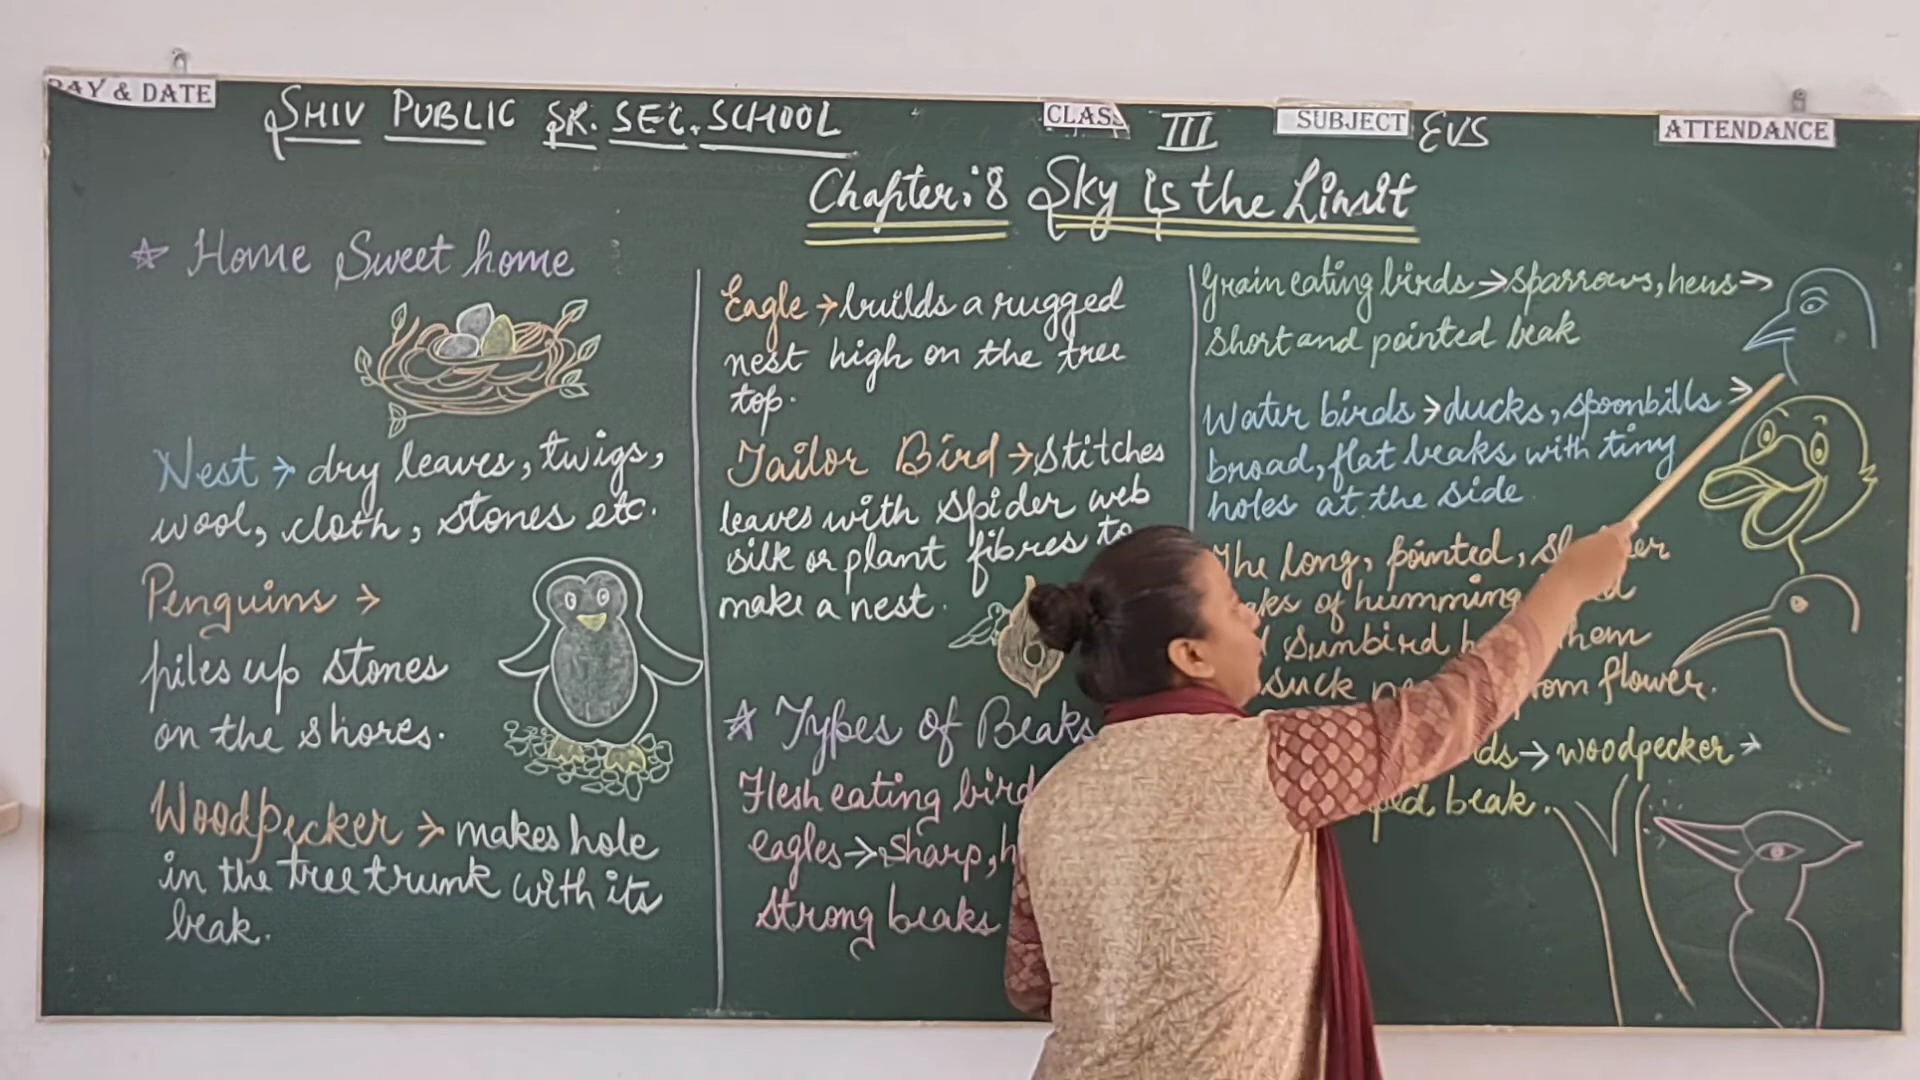 DAY & DATE
SHIV PUBLIC SR. SEC. SCHOOL
CLASS III
SUBJECT EVS
ATTENDANCE
Chapter: 8 Sky is the Limit
☆ Home Sweet home
Nest → dry leaves, twigs,
wool, cloth, stones etc.
Penguins →
piles up stones
on the shores.
Woodpecker → makes hole
in the tree trunk with its
beak.
Eagle → builds a rugged
nest high on the tree
top.
Tailor Bird → stitches
leaves with spider web
silk or plant fibres to
make a nest.
☆ Types of Beaks
Flesh eating bird
eagles → sharp, h
strong beaks
Grain eating birds → sparrows, hens →
short and pointed beak
Water birds → ducks, spoonbills →
broad, flat beaks with tiny
holes at the side.
The long, pointed,
of humming
Sunbird them
suck flower.
→ woodpecker →
beak.